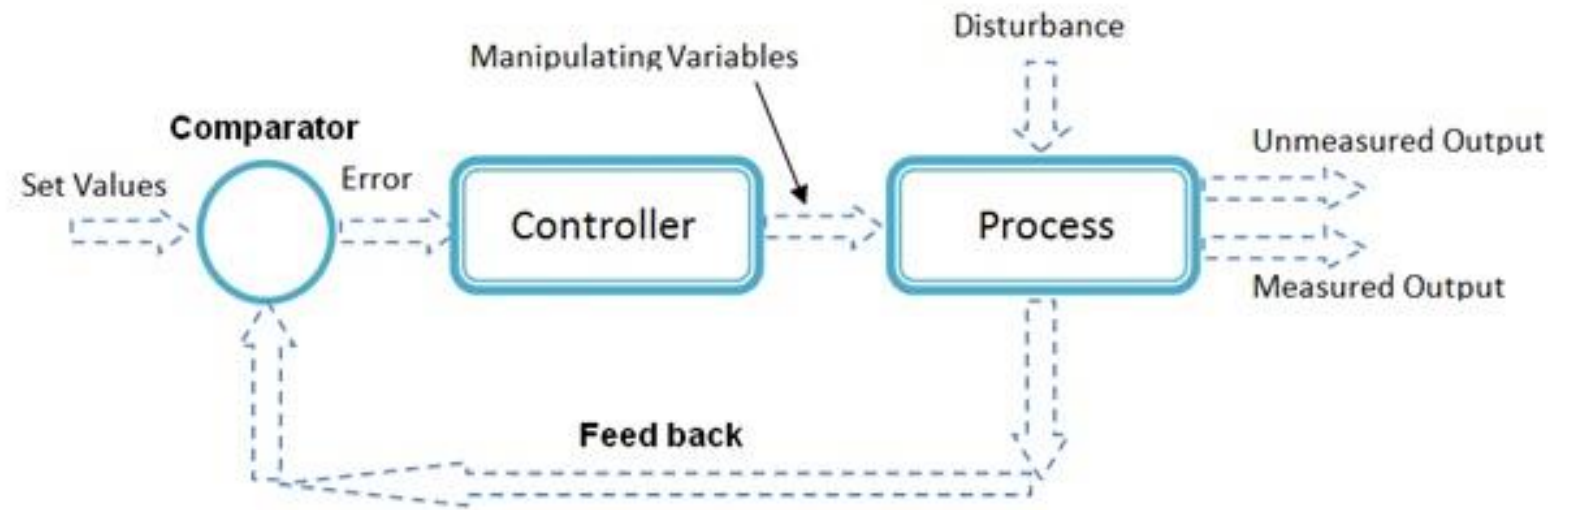 Disturbance
Manipulating Variables
Comparator
Unmeasured Output
Set Values
Error
Controller
Process
Measured Output
Feed back